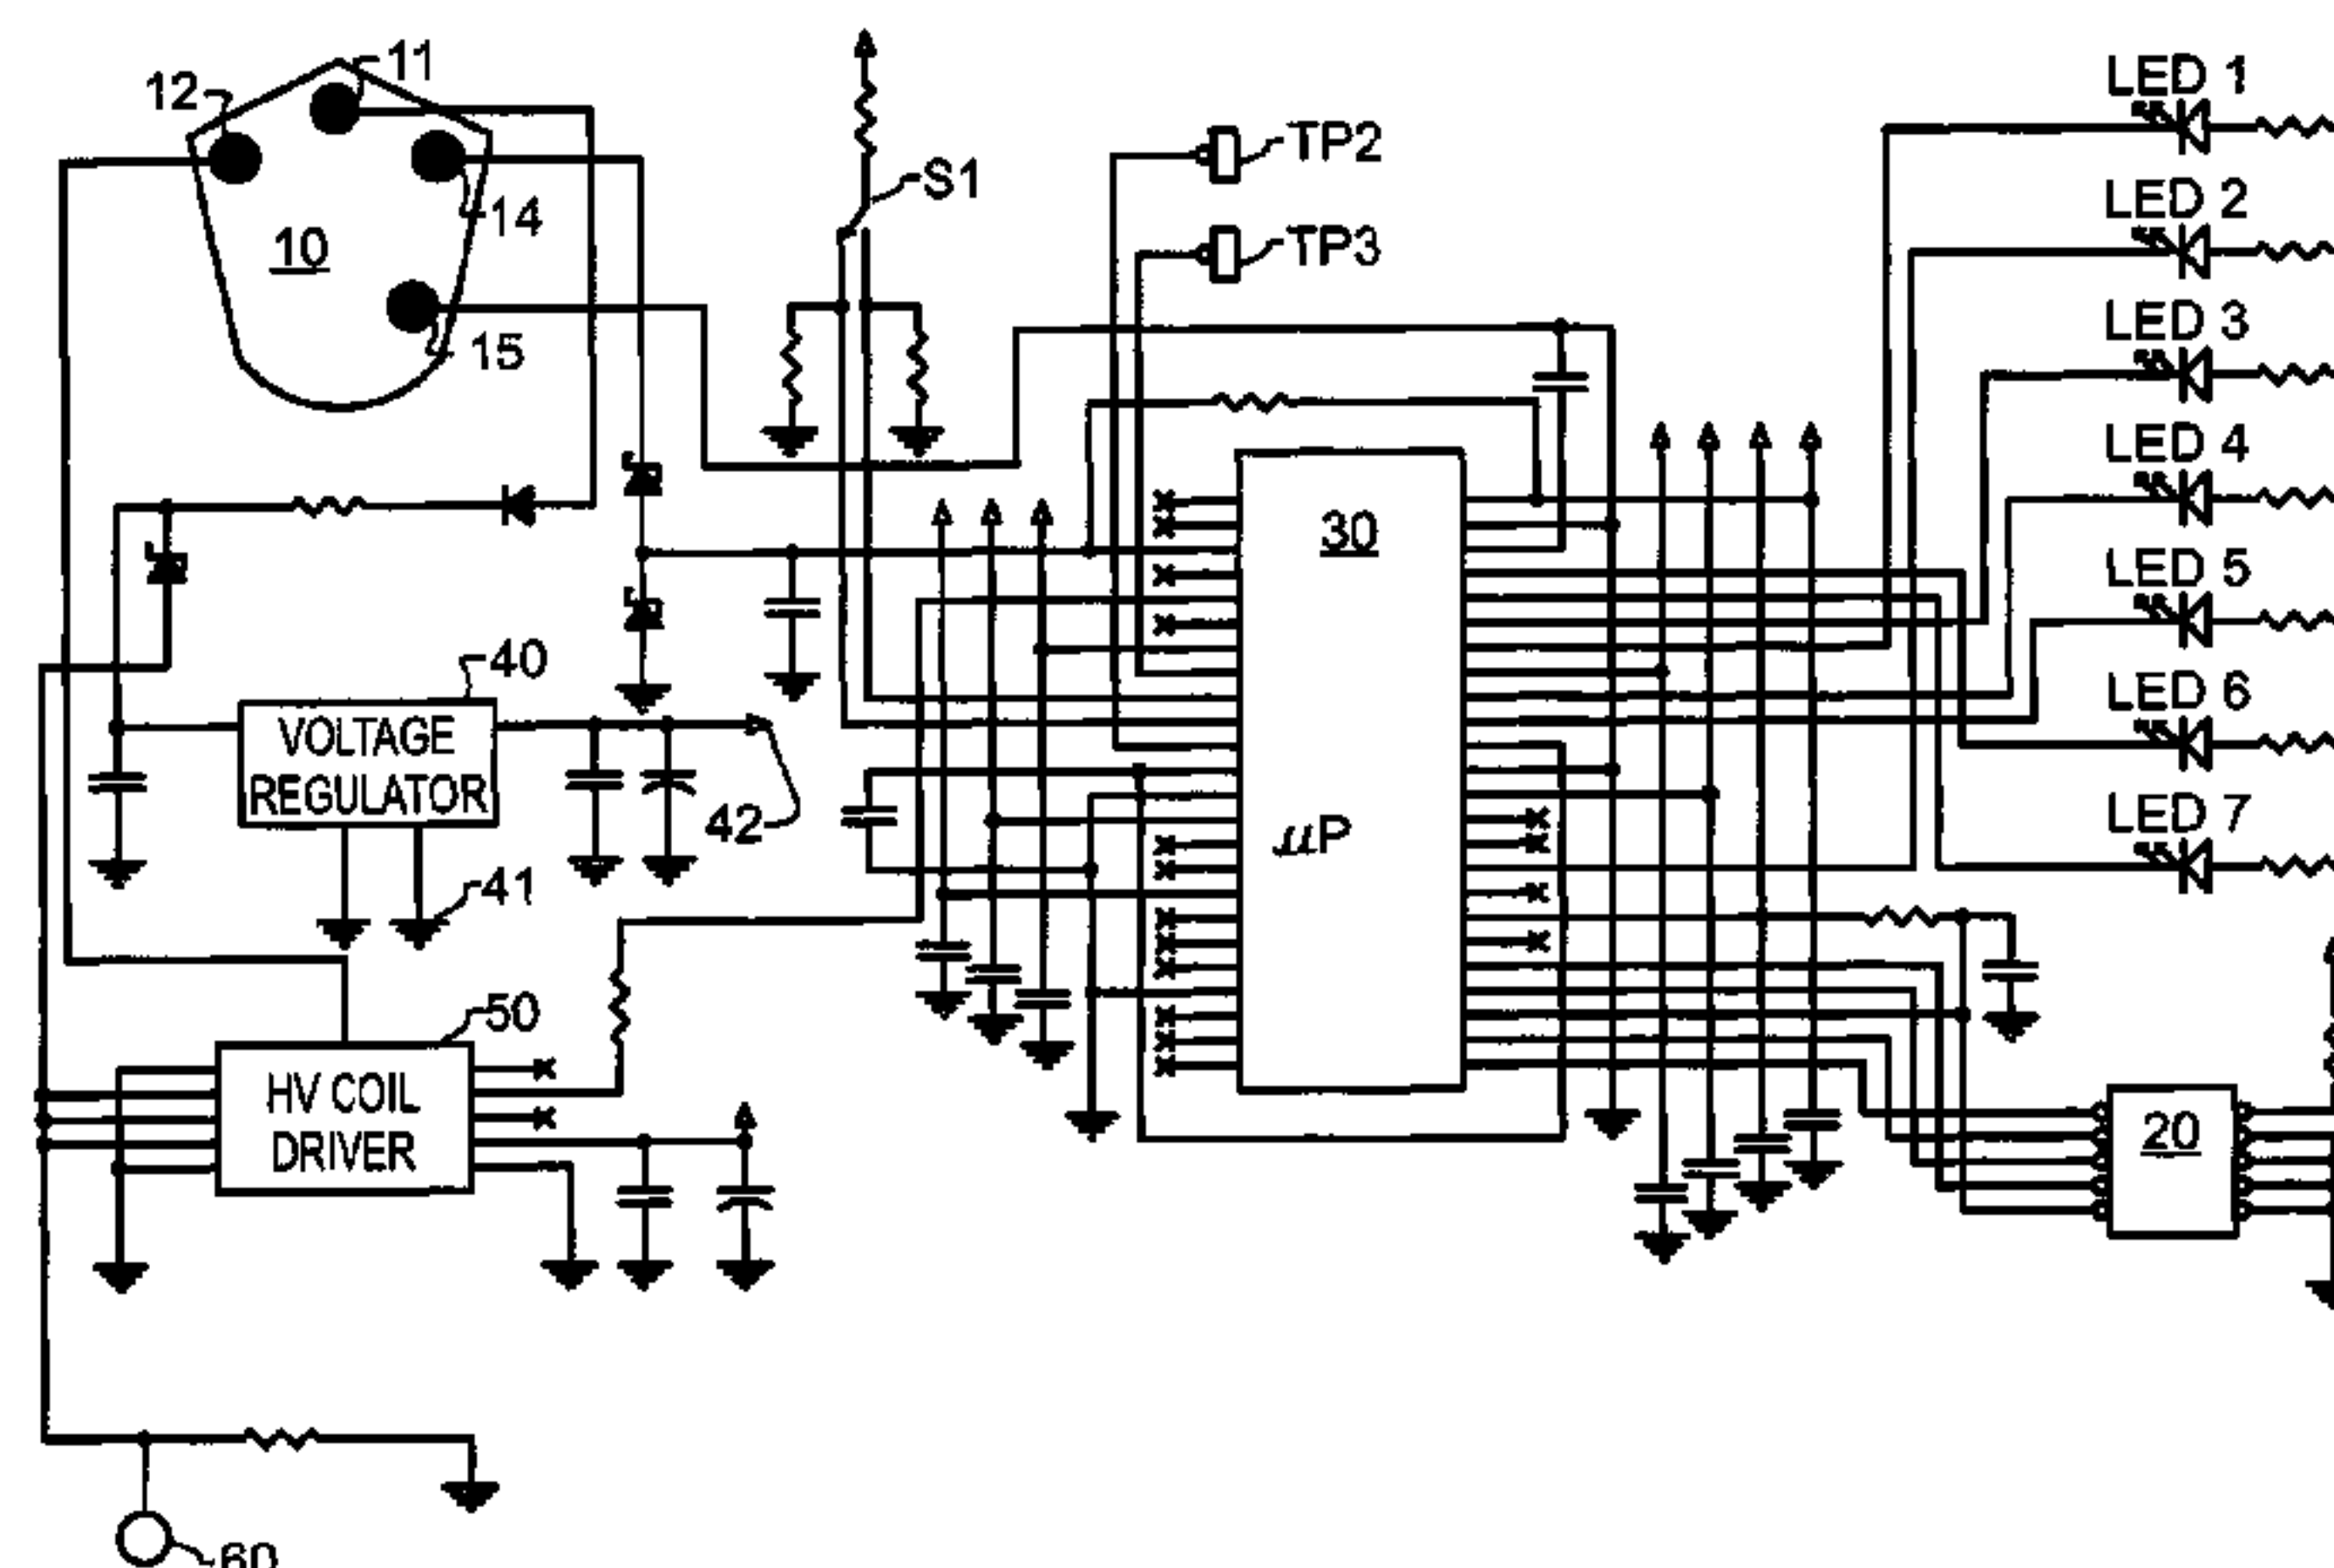 11
12
14
10
15
S1
TP2
TP3
LED 1
LED 2
LED 3
LED 4
LED 5
LED 6
LED 7
30
µP
40
VOLTAGE
REGULATOR
42
41
50
HV COIL
DRIVER
20
60